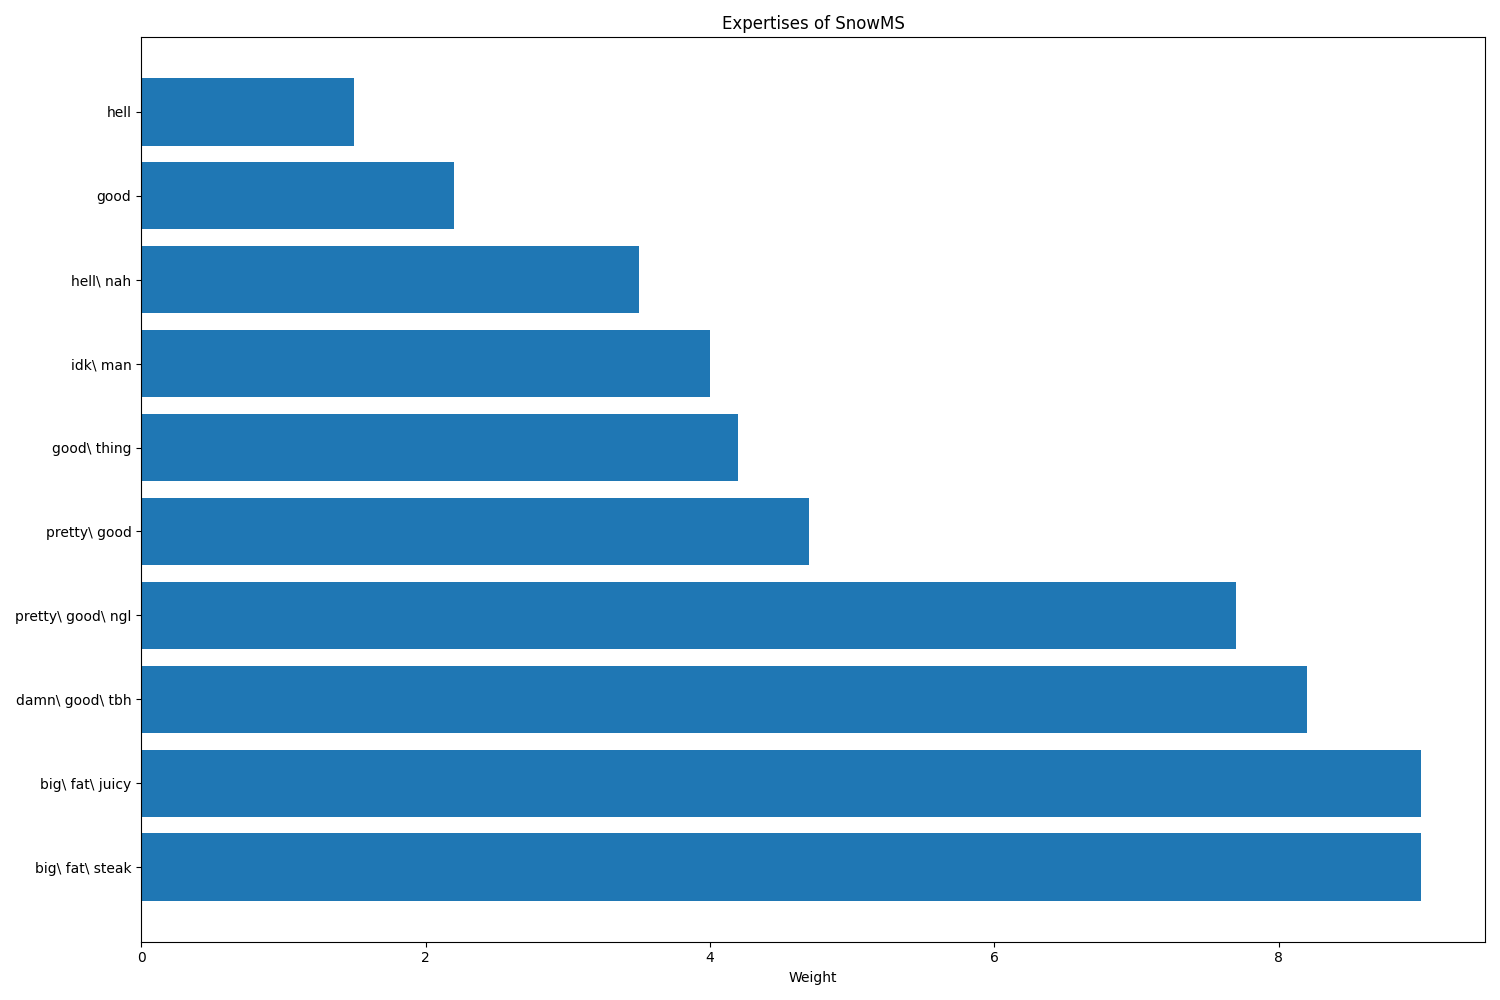 Expertises of SnowMS
hell
good
hell\ nah
idk\ man
good\ thing
pretty\ good
pretty\ good\ ngl
damn\ good\ tbh
big\ fat\ juicy
big\ fat\ steak
0 2 4 6 8
Weight